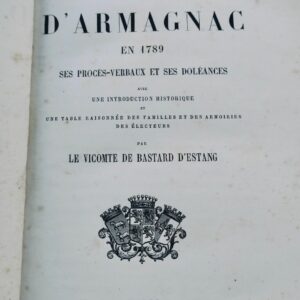 D'ARMAGNAC
EN 1789
SES PROCÈS-VERBAUX ET SES DOLÉANCES
AVEC
UNE INTRODUCTION HISTORIQUE
ET
UNE TABLE RAISONNÉE DES FAMILLES ET DES ARMOIRIES
DES ÉLECTEURS
PAR
LE VICOMTE DE BASTARD D'ESTANG